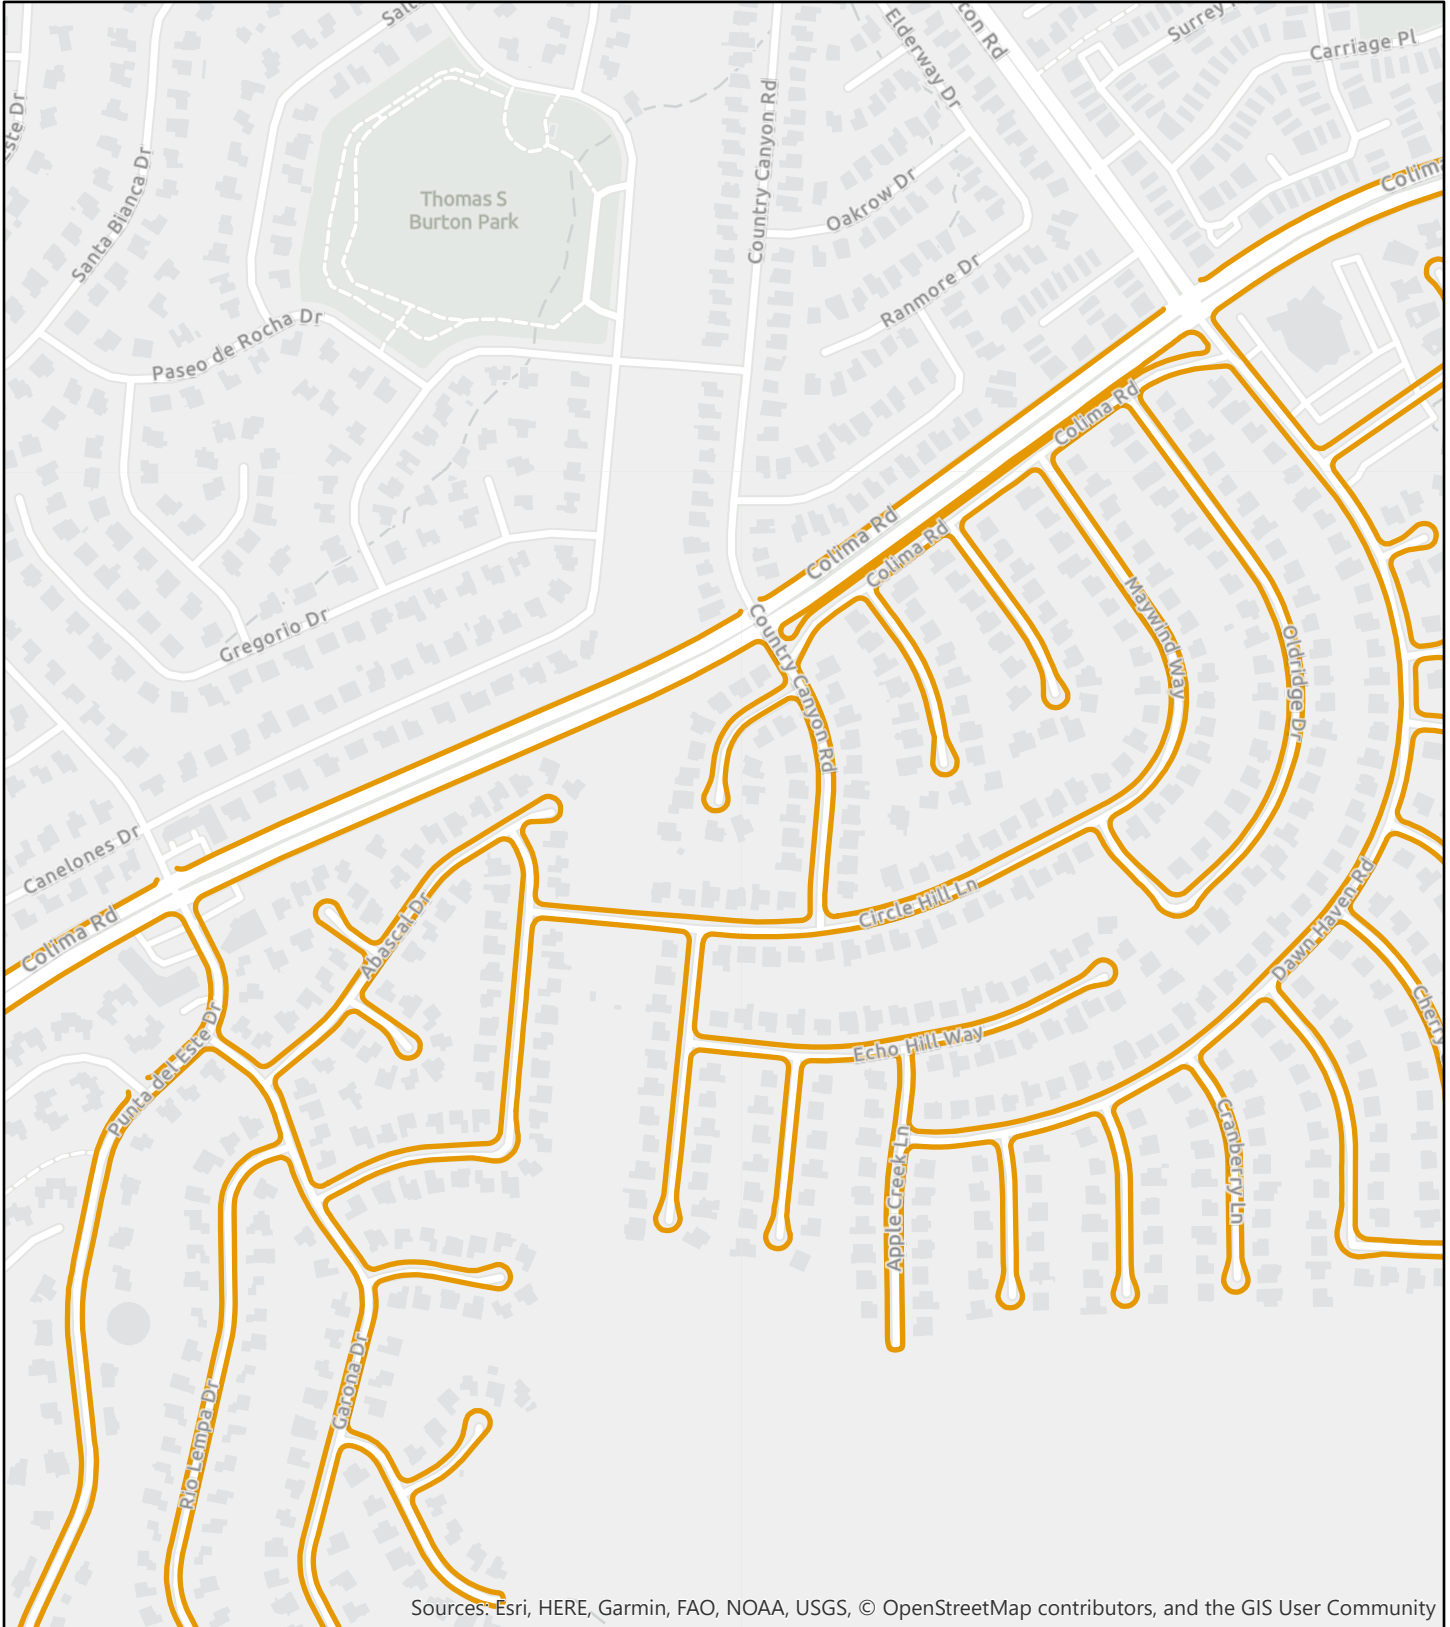 Elderway Dr
Surrey
Carriage Pl
Este Dr
Country Canyon Rd
Santa Bianca Dr
Thomas S
Burton Park
Oakrow Dr
Ranmore Dr
Paseo de Rocha Dr
Colima Rd
Colima Rd
Colima Rd
Gregorio Dr
Country Canyon Rd
Maywind Way
Oldridge Dr
Canelones Dr
Colima Rd
Abascal Dr
Circle Hill Ln
Dawn Haven Rd
Cherry
Punta del Este Dr
Echo Hill Way
Apple Creek Ln
Cranberry Ln
Garona Dr
Rio Lempa Dr
Sources: Esri, HERE, Garmin, FAO, NOAA, USGS, © OpenStreetMap contributors, and the GIS User Community